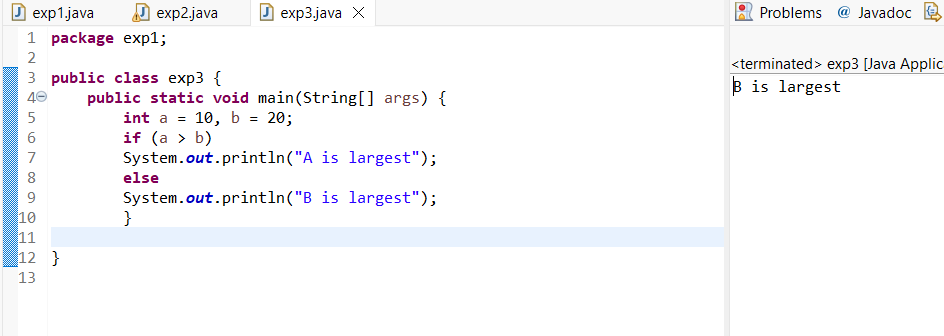 exp1.java exp2.java exp3.java
1 package exp1;
2
3 public class exp3 {
4 public static void main(String[] args) {
5 int a = 10, b = 20;
6 if (a > b)
7 System.out.println("A is largest");
8 else
9 System.out.println("B is largest");
10 }
11
12 }
13
Problems @ Javadoc
<terminated> exp3 [Java Applic
B is largest